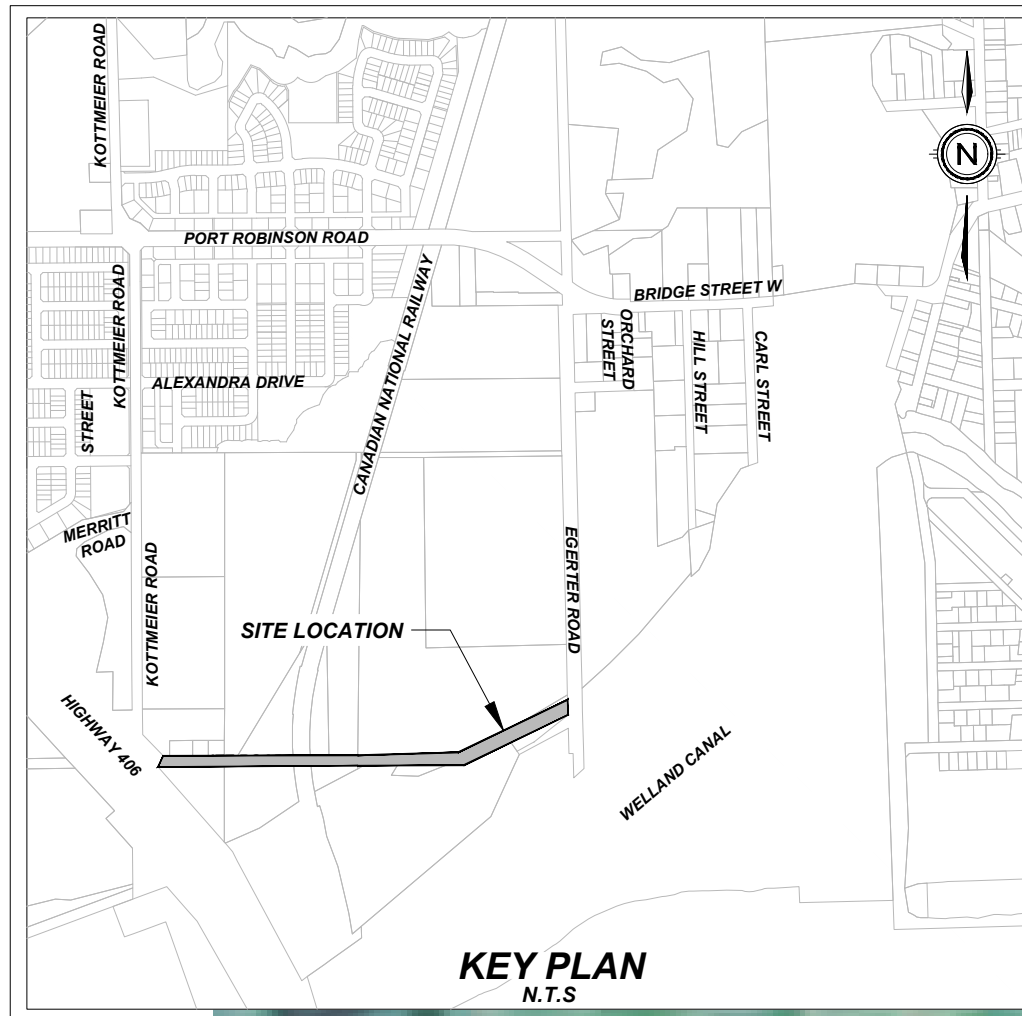 KOTTMEIER ROAD
N
PORT ROBINSON ROAD
CANADIAN NATIONAL RAILWAY
BRIDGE STREET W
KOTTMEIER ROAD
ORCHARD
STREET
HILL STREET
CARL STREET
ALEXANDRA DRIVE
STREET
MERRITT
ROAD
KOTTMEIER ROAD
EGERTER ROAD
SITE LOCATION
HIGHWAY 406
WELLAND CANAL
KEY PLAN
N.T.S